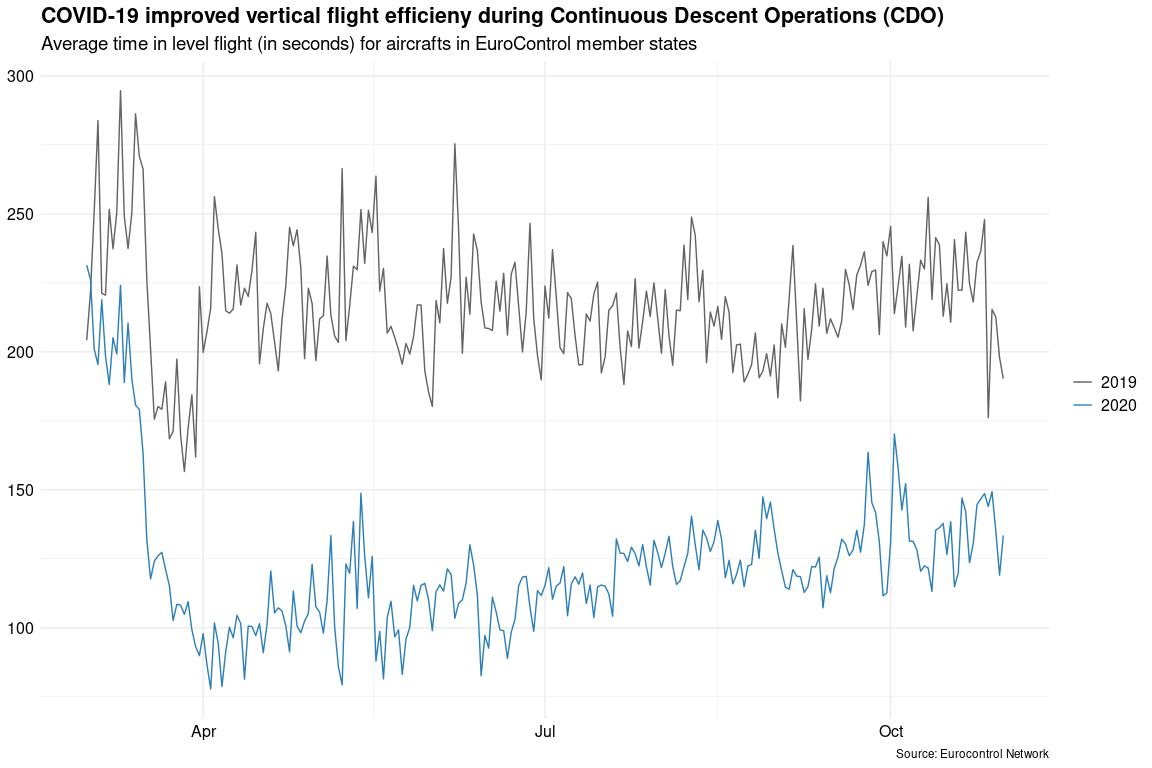 COVID-19 improved vertical flight efficieny during Continuous Descent Operations (CDO)
Average time in level flight (in seconds) for aircrafts in EuroControl member states
300
250
200
150
100
2019
2020
Apr Jul Oct
Source: Eurocontrol Network